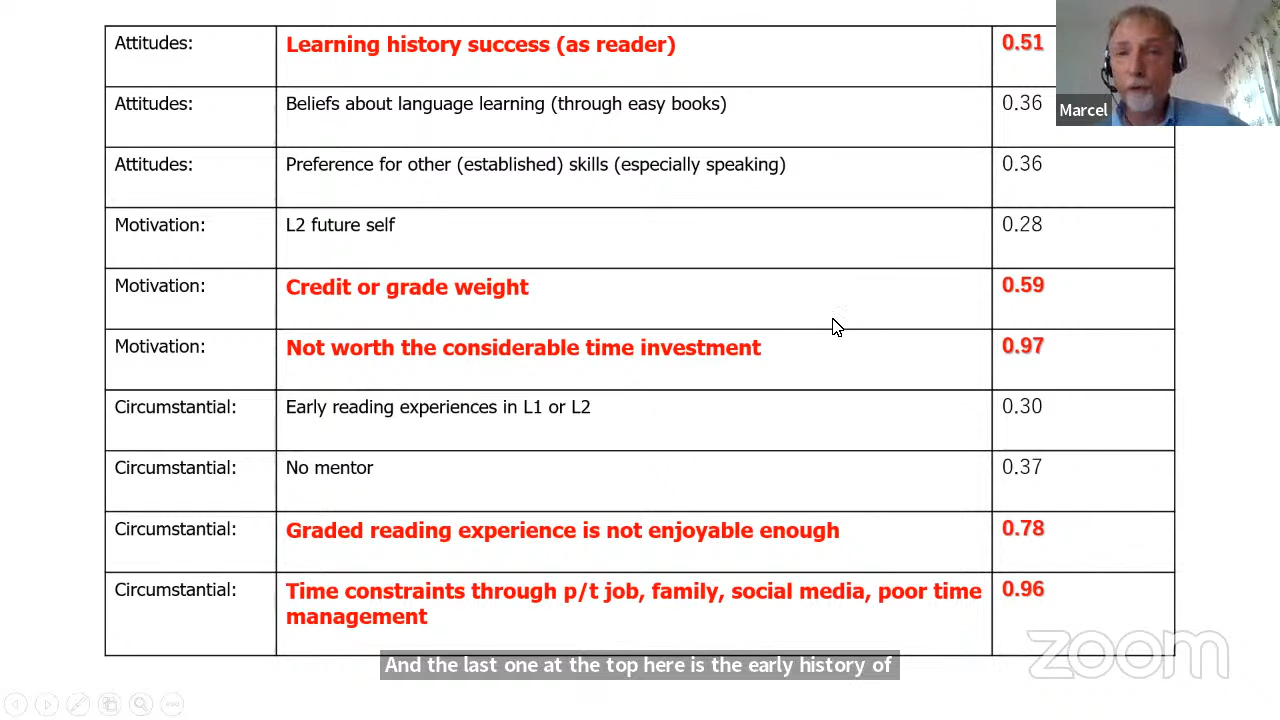 Attitudes: Learning history success (as reader) 0.51
Marcel
Attitudes: Beliefs about language learning (through easy books) 0.36
Attitudes: Preference for other (established) skills (especially speaking) 0.36
Motivation: L2 future self 0.28
Motivation: Credit or grade weight 0.59
Motivation: Not worth the considerable time investment 0.97
Circumstantial: Early reading experiences in L1 or L2 0.30
Circumstantial: No mentor 0.37
Circumstantial: Graded reading experience is not enjoyable enough 0.78
Circumstantial: Time constraints through p/t job, family, social media, poor time 0.96
management
zoom
And the last one at the top here is the early history of